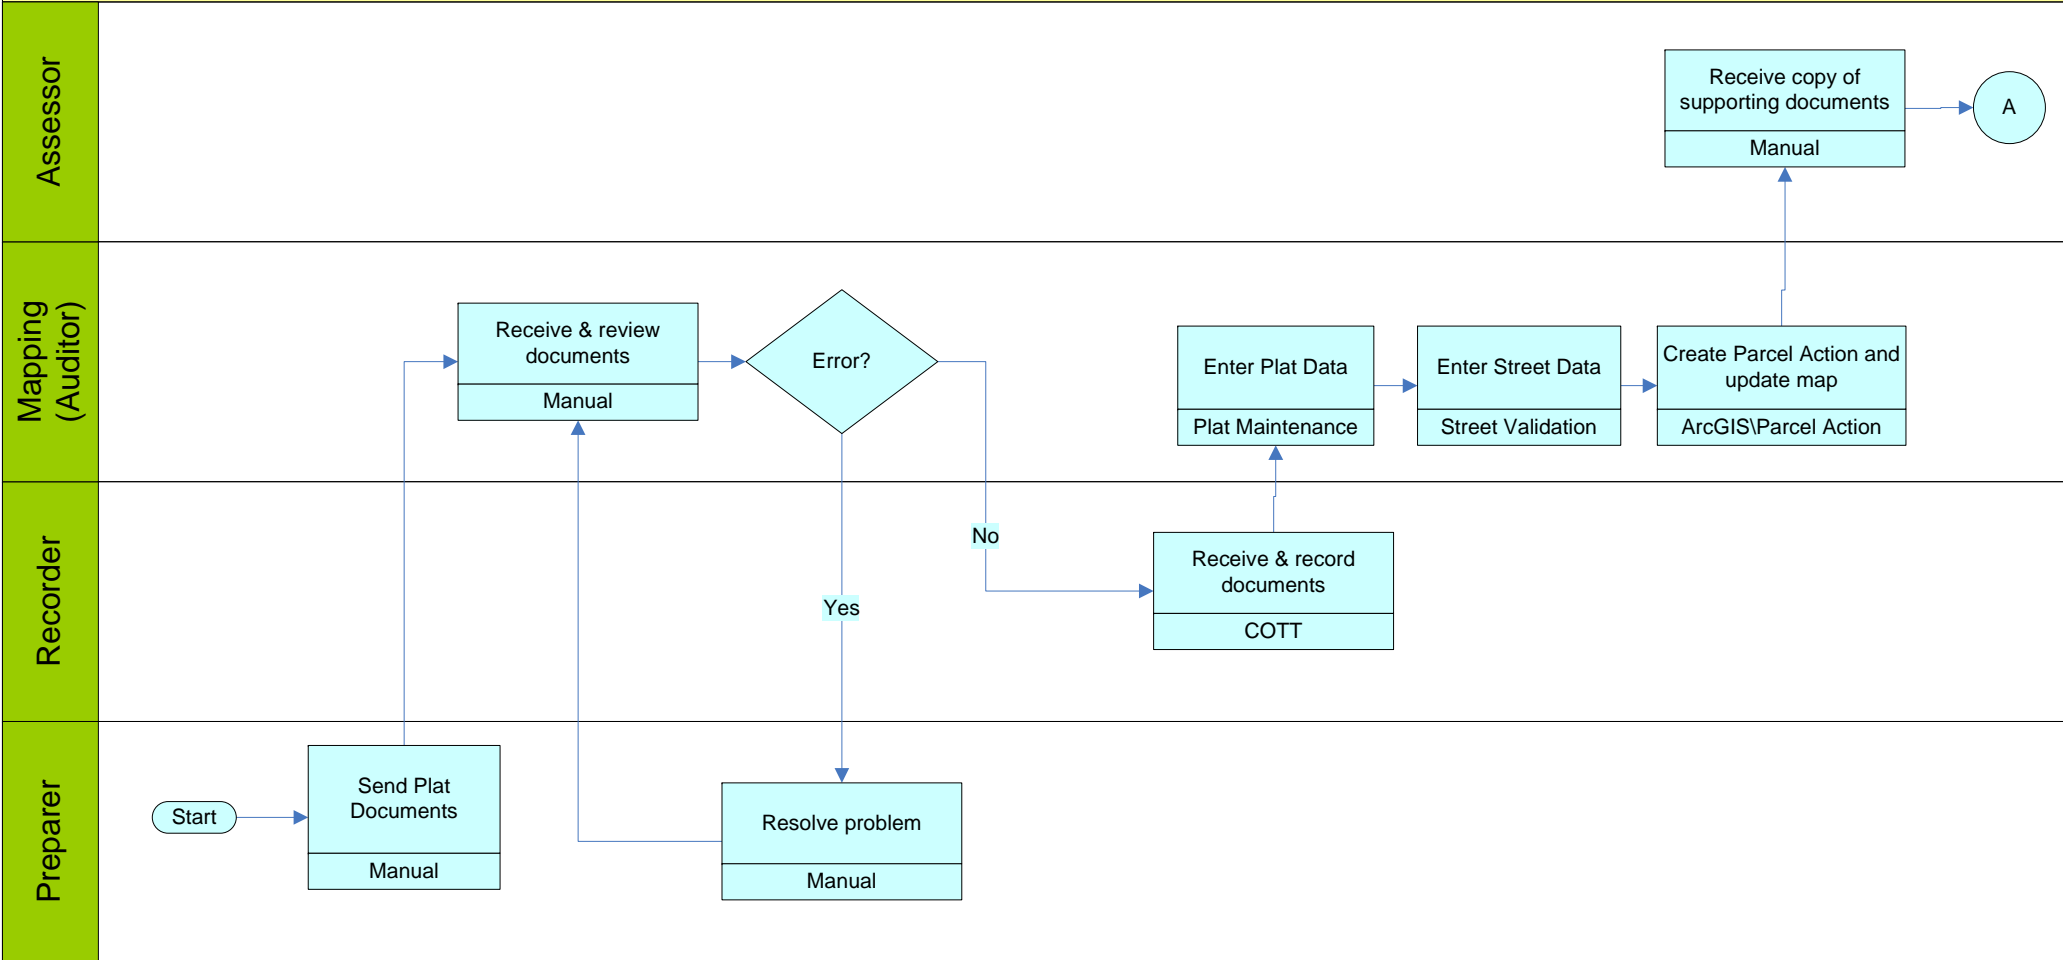 Assessor
Receive copy of
supporting documents
Manual
A
Mapping
(Auditor)
Receive & review
documents
Manual
Error?
Enter Plat Data
Plat Maintenance
Enter Street Data
Street Validation
Create Parcel Action and
update map
ArcGIS\Parcel Action
Recorder
No
Yes
Receive & record
documents
COTT
Preparer
Start
Send Plat
Documents
Manual
Resolve problem
Manual